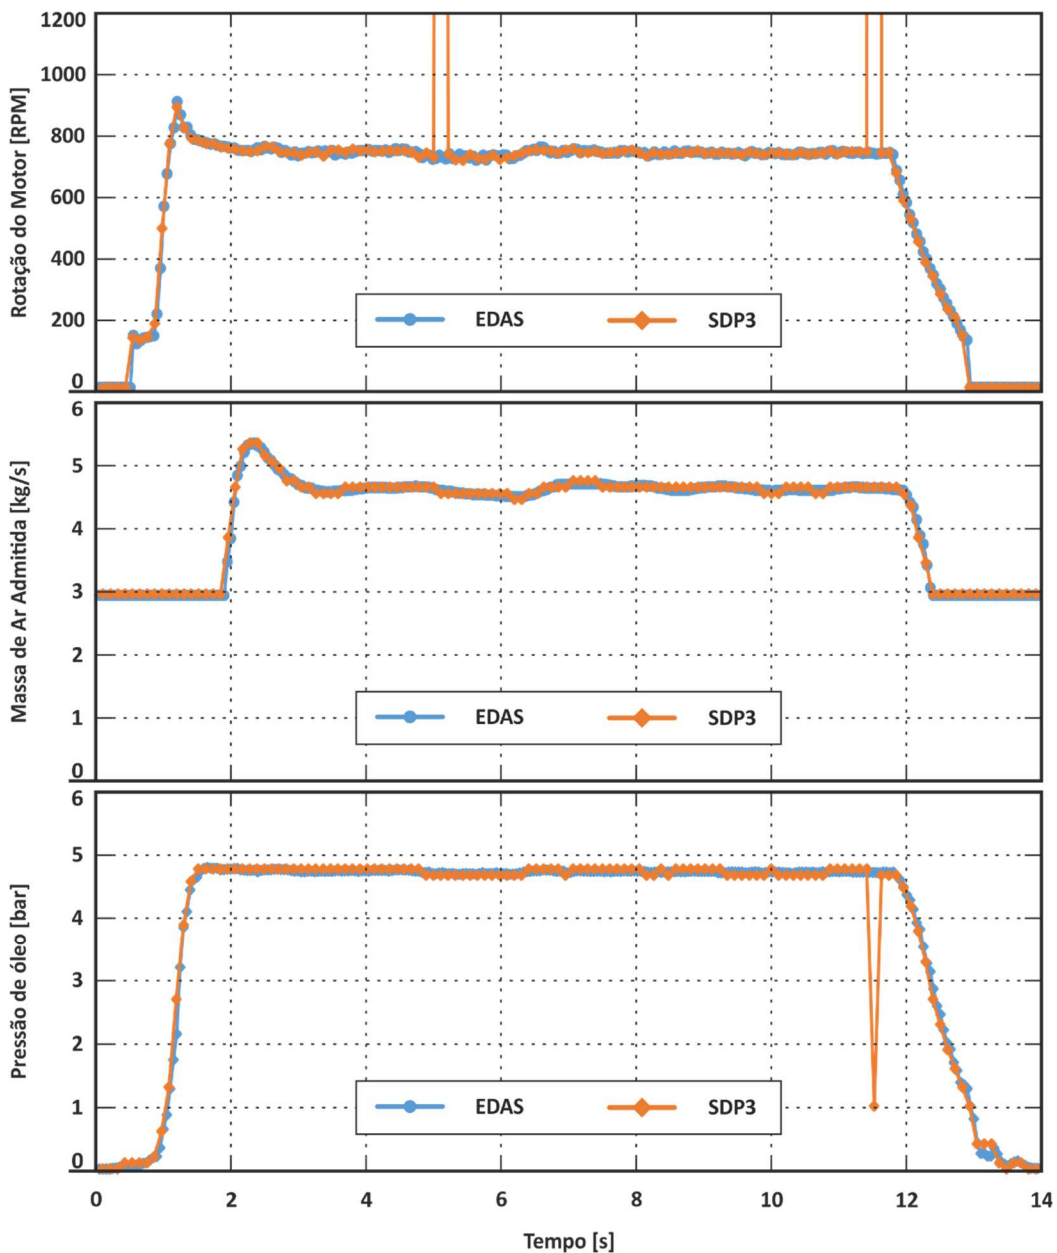 1200
1000
800
600
400
200
0
Rotação do Motor [RPM]
EDAS
SDP3
6
5
4
3
2
1
0
Massa de Ar Admitida [kg/s]
EDAS
SDP3
6
5
4
3
2
1
0
Pressão de óleo [bar]
EDAS
SDP3
0 2 4 6 8 10 12 14
Tempo [s]